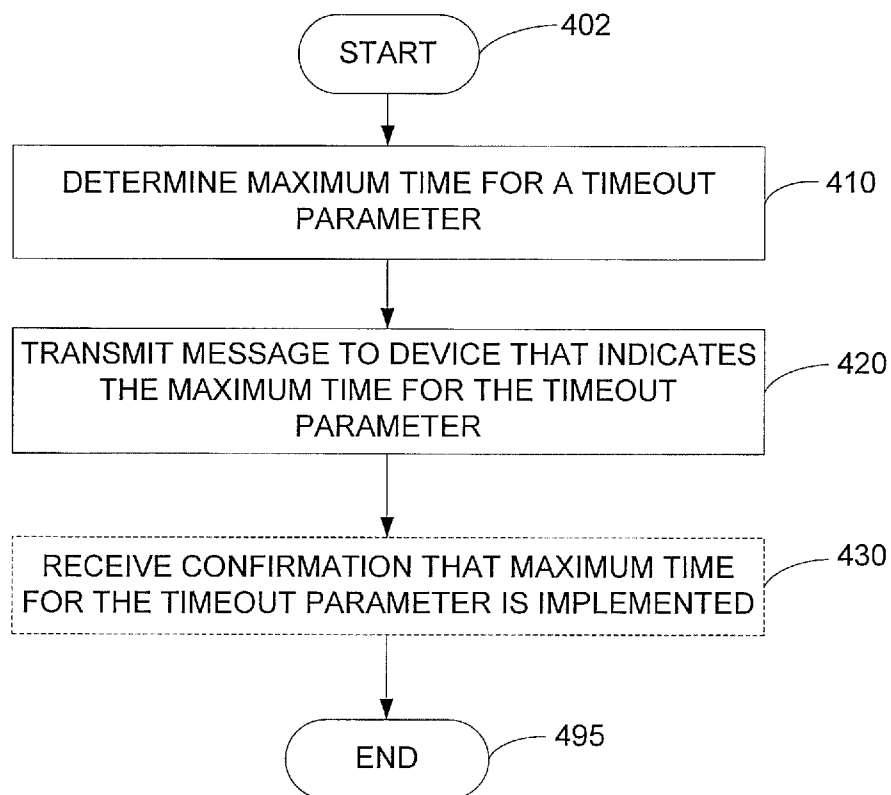 START
402
DETERMINE MAXIMUM TIME FOR A TIMEOUT
PARAMETER
410
TRANSMIT MESSAGE TO DEVICE THAT INDICATES
THE MAXIMUM TIME FOR THE TIMEOUT
PARAMETER
420
RECEIVE CONFIRMATION THAT MAXIMUM TIME
FOR THE TIMEOUT PARAMETER IS IMPLEMENTED
430
END
495